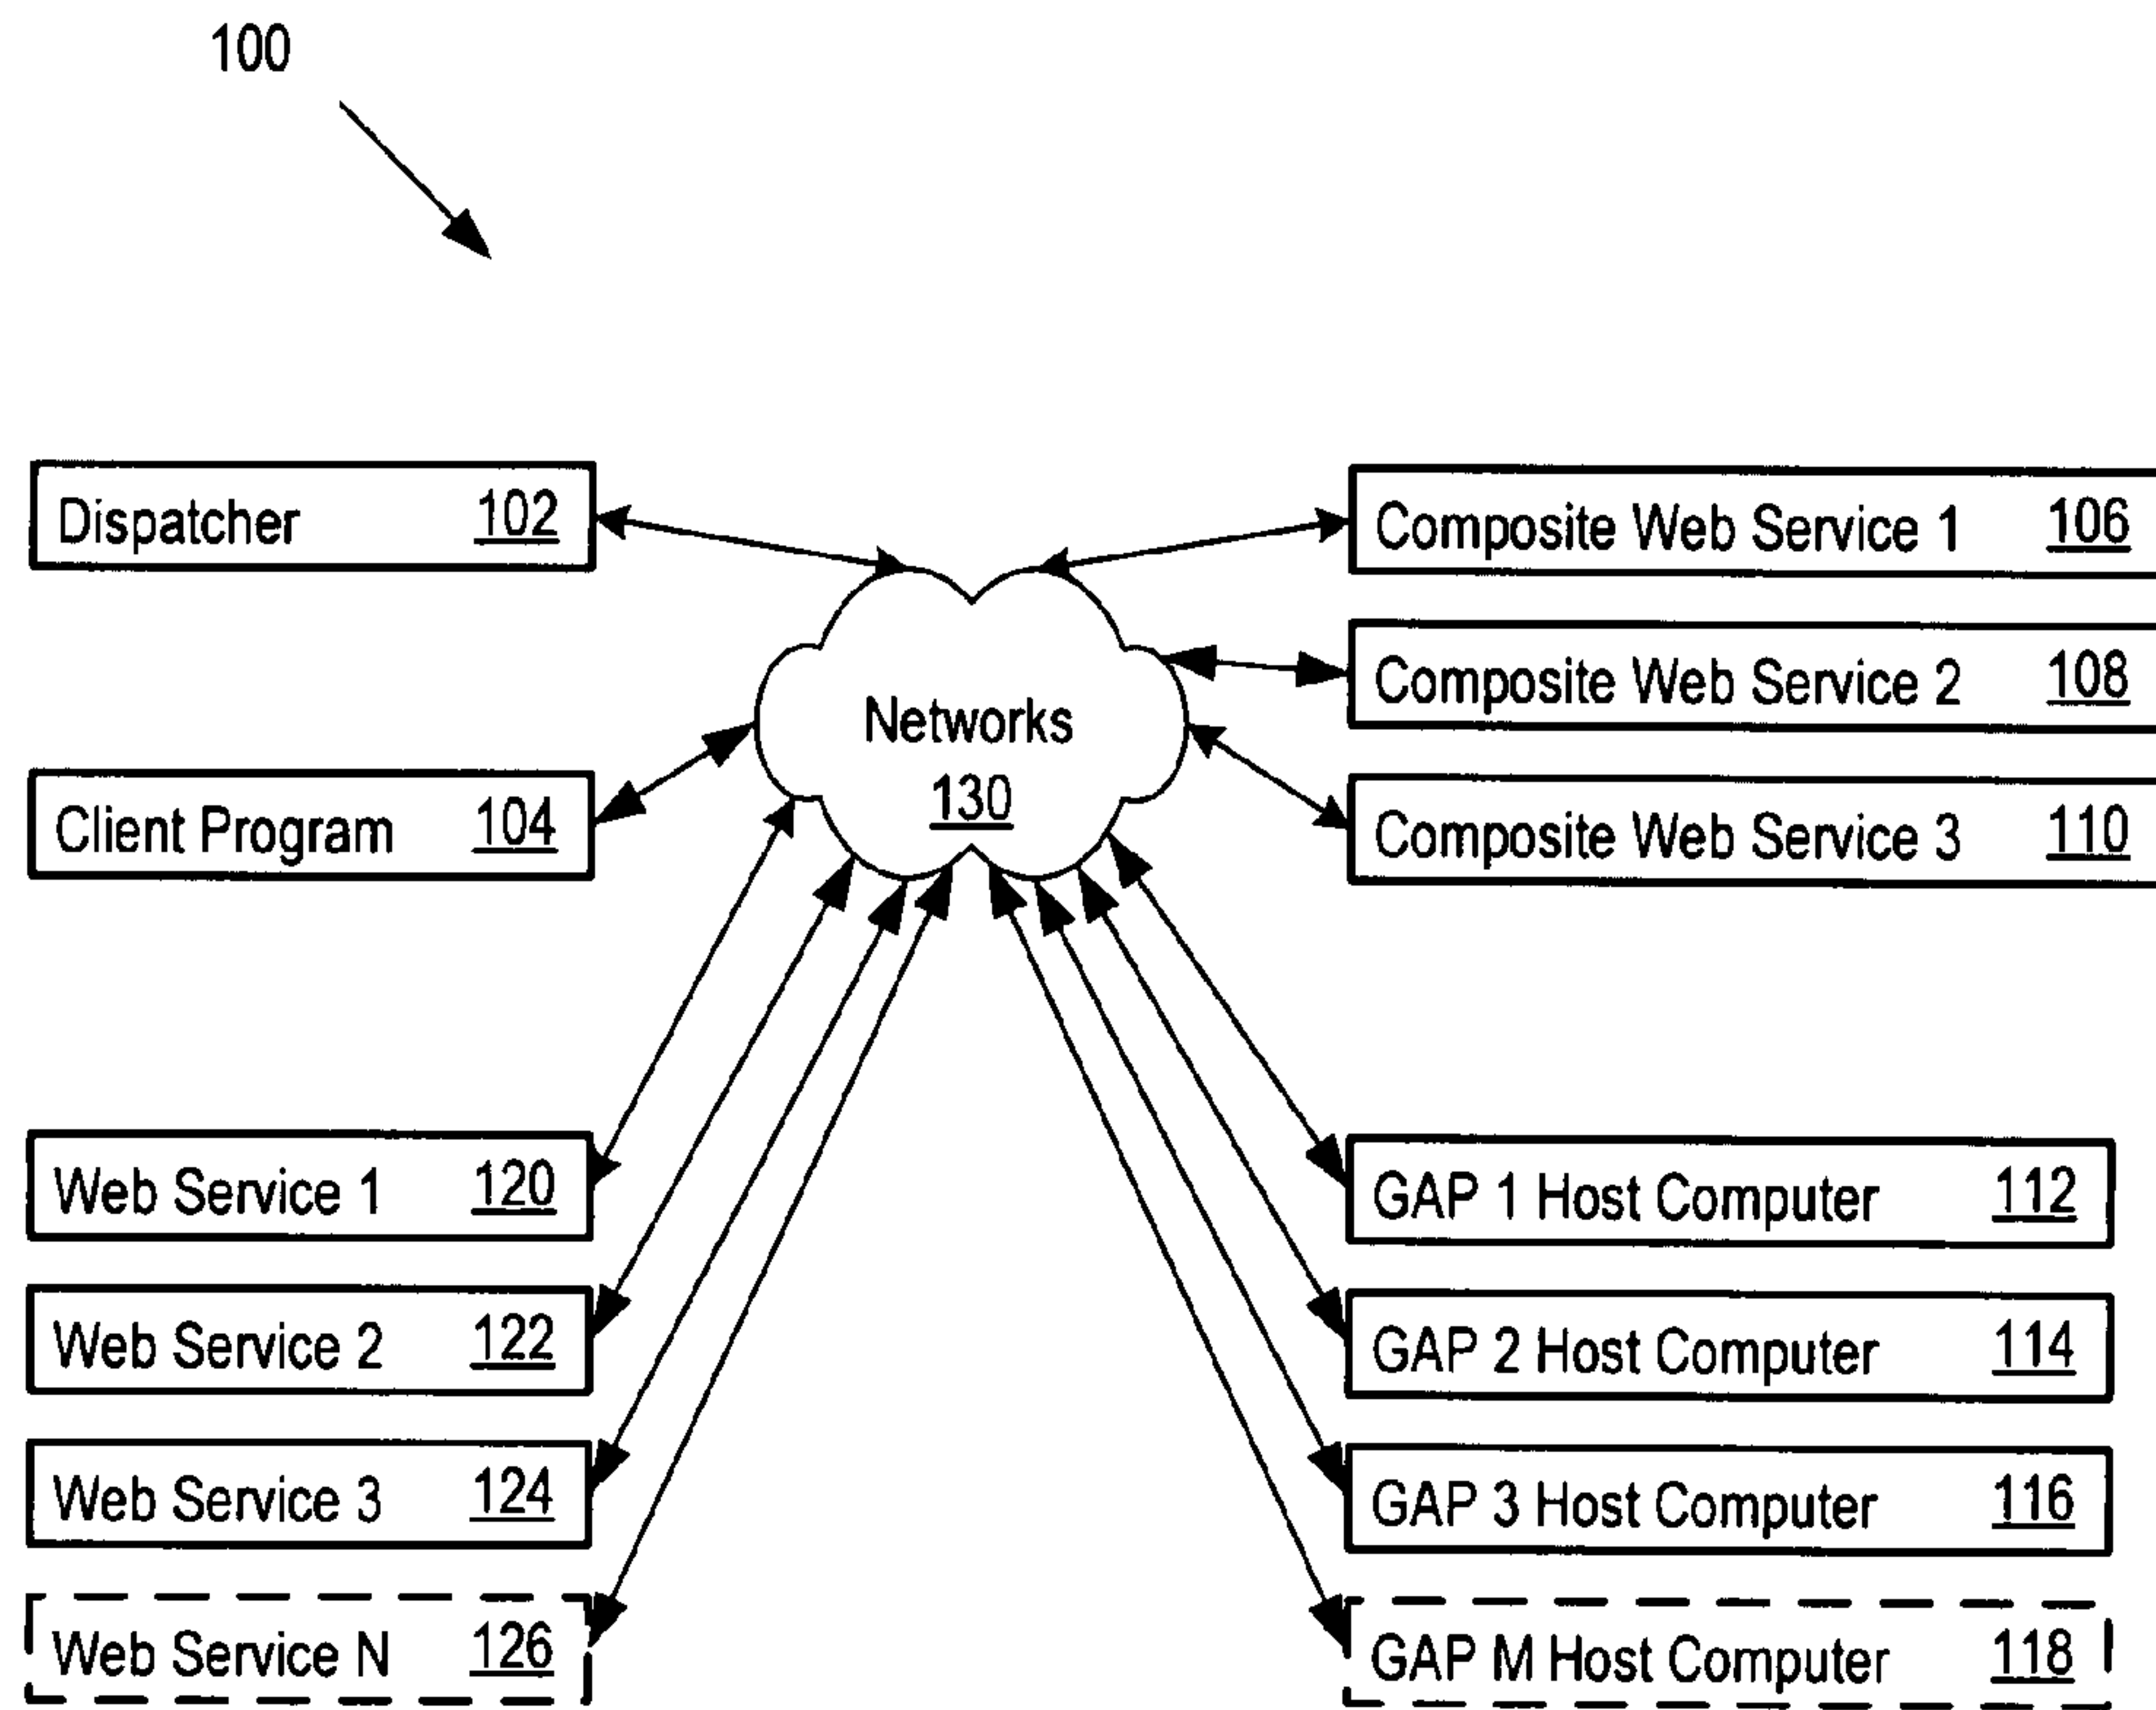 100
Dispatcher 102
Composite Web Service 1 106
Composite Web Service 2 108
Networks
130
Client Program 104
Composite Web Service 3 110
Web Service 1 120
GAP 1 Host Computer 112
Web Service 2 122
GAP 2 Host Computer 114
Web Service 3 124
GAP 3 Host Computer 116
Web Service N 126
GAP M Host Computer 118